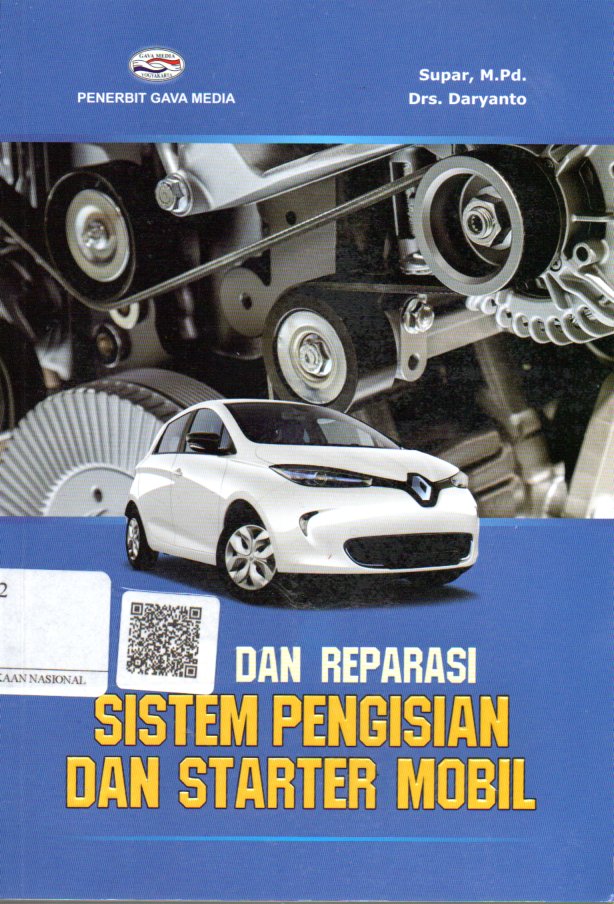 GAVA MEDIA
YOGYAKARTA
PENERBIT GAVA MEDIA
Supar, M.Pd.
Drs. Daryanto
2
KAAN NASIONAL
DAN REPARASI
SISTEM PENGISIAN
DAN STARTER MOBIL